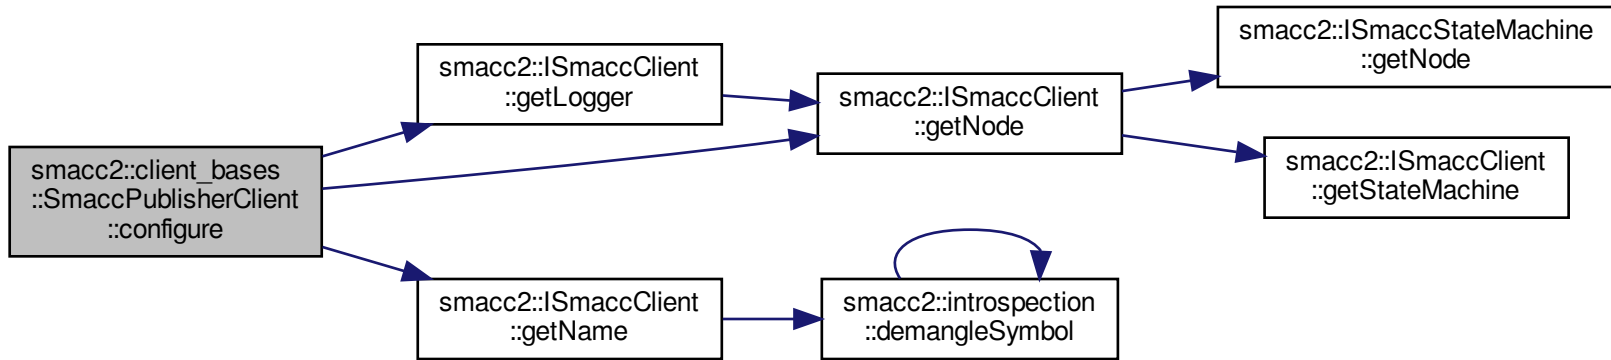 smacc2::client_bases
::SmaccPublisherClient
::configure
smacc2::ISmaccClient
::getLogger
smacc2::ISmaccClient
::getName
smacc2::ISmaccClient
::getNode
smacc2::introspection
::demangleSymbol
smacc2::ISmaccStateMachine
::getNode
smacc2::ISmaccClient
::getStateMachine